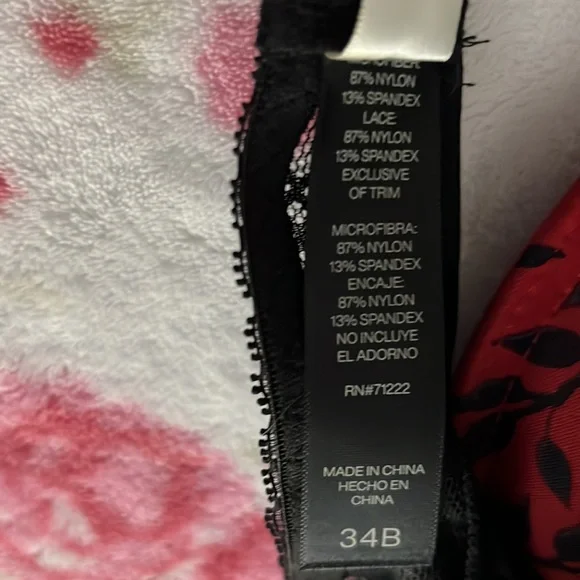 MICROFIBER:
87% NYLON
13% SPANDEX
LACE:
87% NYLON
13% SPANDEX
EXCLUSIVE
OF TRIM
MICROFIBRA:
87% NYLON
13% SPANDEX
ENCAJE:
87% NYLON
13% SPANDEX
NO INCLUYE
EL ADORNO
RN#71222
MADE IN CHINA
HECHO EN
CHINA
34B